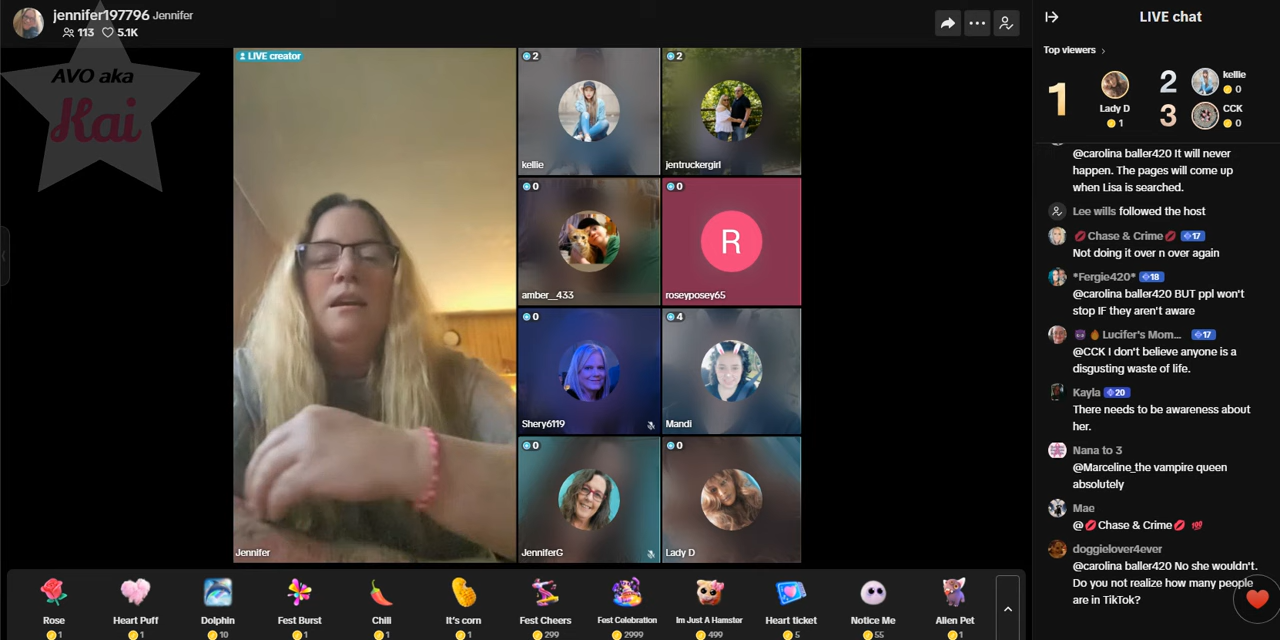 jennifer197796 Jennifer
113 5.1K
AVO aka
Kai
LIVE creator
Jennifer
2
kellie
2
jentruckergirl
0
amber__433
0
R
roseyposey65
0
Shery6119
4
Mandi
0
JenniferG
0
Lady D
Rose
1
Heart Puff
1
Dolphin
10
Fest Burst
1
Chili
1
It's corn
1
Fest Cheers
299
Fest Celebration
2999
Im Just A Hamster
499
Heart ticket
5
Notice Me
55
Alien Pet
1
LIVE chat
Top viewers
1
Lady D
1
2
kellie
0
3
CCK
0
@carolina baller420 It will never
happen. The pages will come up
when Lisa is searched.
Lee wills followed the host
Chase & Crime 17
Not doing it over n over again
*Fergie420* 18
@carolina baller420 BUT ppl won't
stop IF they aren't aware
Lucifer's Mom... 17
@CCK I don't believe anyone is a
disgusting waste of life.
Kayla 20
There needs to be awareness about
her.
Nana to 3
@Marceline_the vampire queen
absolutely
Mae
@💋Chase & Crime💋 💯
doggielover4ever
@carolina baller420 No she wouldn't.
Do you not realize how many people
are in TikTok?